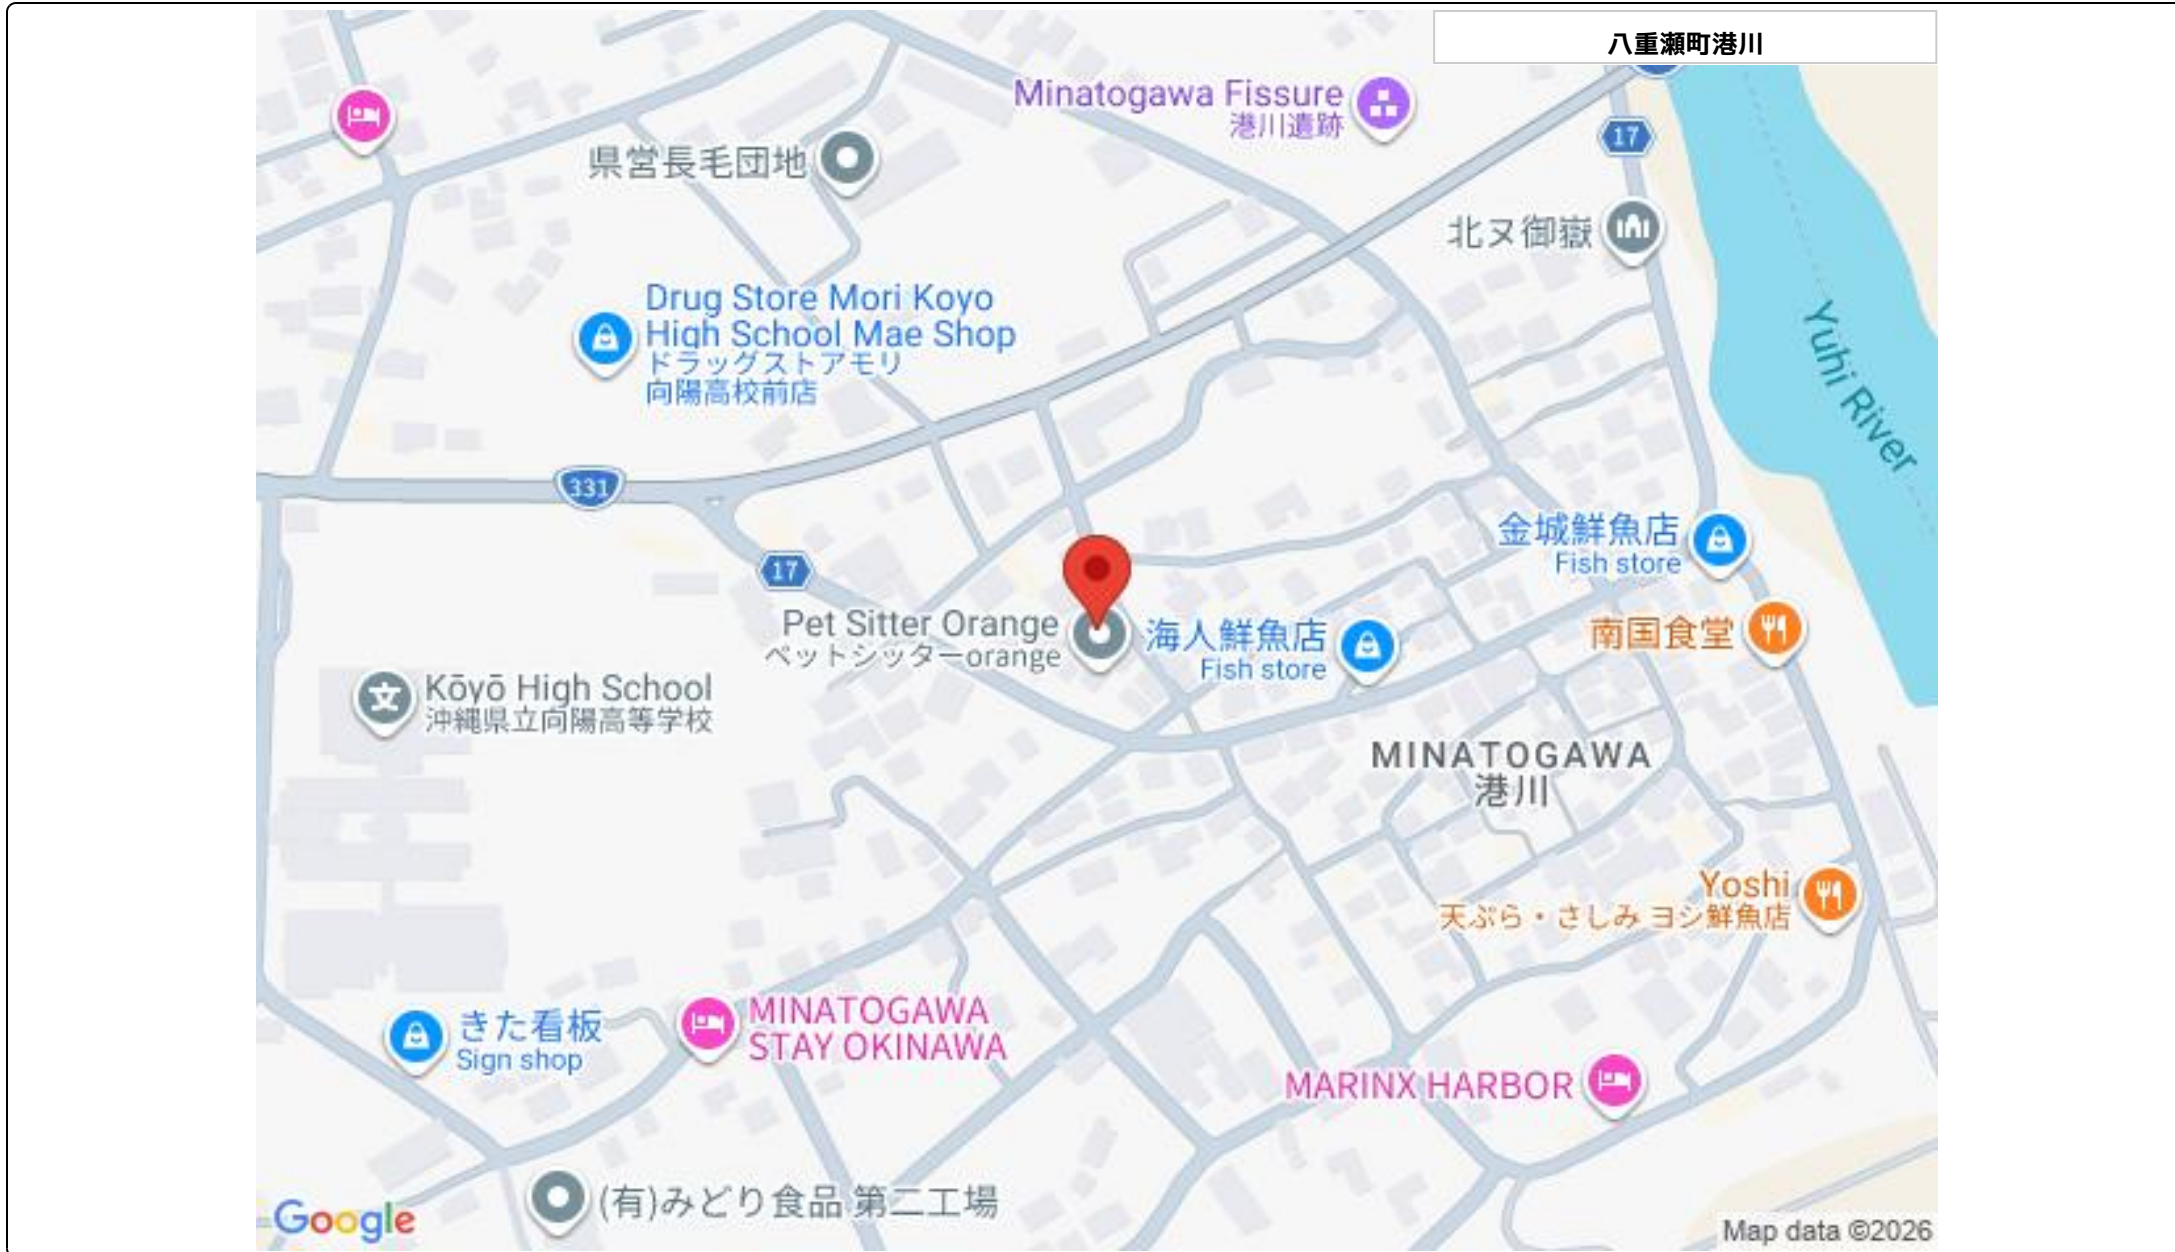 八重瀬町港川
Minatogawa Fissure
港川遺跡
17
県営長毛団地
北ヌ御嶽
Drug Store Mori Koyo
High School Mae Shop
ドラッグストアモリ
向陽高校前店
Yuhi River
331
金城鮮魚店
Fish store
17
Pet Sitter Orange
ペットシッターorange
海人鮮魚店
Fish store
南国食堂
Kōyō High School
沖縄県立向陽高等学校
MINATOGAWA
港川
Yoshi
天ぷら・さしみ ヨシ鮮魚店
きた看板
Sign shop
MINATOGAWA
STAY OKINAWA
MARINX HARBOR
(有)みどり食品 第二工場
Google
Map data ©2026